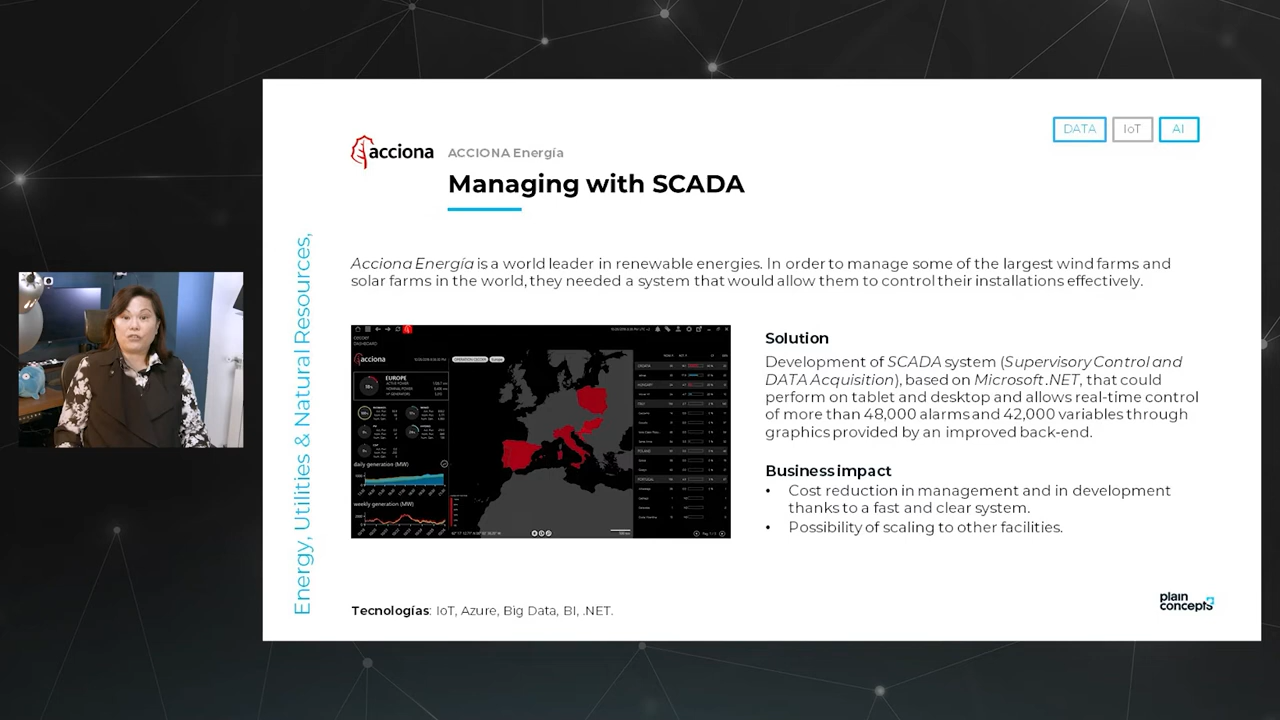 DATA
IoT
AI
acciona
ACCIONA Energía
Managing with SCADA
Energy, Utilities & Natural Resources,
Acciona Energía is a world leader in renewable energies. In order to manage some of the largest wind farms and
solar farms in the world, they needed a system that would allow them to control their installations effectively.
acciona
EUROPE
daily generation (MW)
weekly generation (MW)
Solution
Development of SCADA system (Supervisory Control and
DATA Acquisition), based on Microsoft .NET, that could
perform on tablet and desktop and allows real-time control
of more than 48,000 alarms and 42,000 variables through
graphics provided by an improved back-end.
Business impact
• Cost reduction in management and in development
thanks to a fast and clear system.
• Possibility of scaling to other facilities.
Tecnologías: IoT, Azure, Big Data, BI, .NET.
plain
concepts